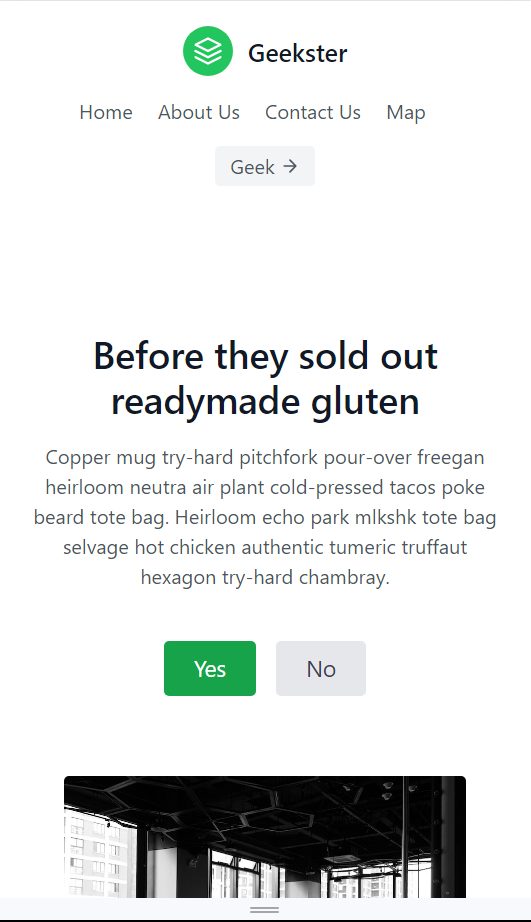 Geekster
Home About Us Contact Us Map
Geek →
Before they sold out
readymade gluten
Copper mug try-hard pitchfork pour-over freegan
heirloom neutra air plant cold-pressed tacos poke
beard tote bag. Heirloom echo park mlkshk tote bag
selvage hot chicken authentic tumeric truffaut
hexagon try-hard chambray.
Yes No